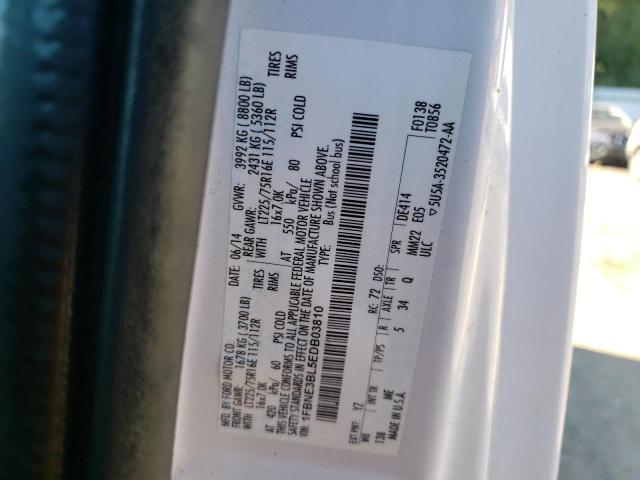 MFD. BY FORD MOTOR CO.
DATE: 06/14 GVWR: 3992 KG ( 8800 LB)
FRONT GAWR: 1678 KG ( 3700 LB) REAR GAWR: 2431 KG ( 5360 LB)
LT225/75R16E 115/112R TIRES WITH LT225/75R16E 115/112R TIRES
16x7.0K RIMS 16x7.0K RIMS
AT 420 kPa/ 60 PSI COLD AT 550 kPa/ 80 PSI COLD
THIS VEHICLE CONFORMS TO ALL APPLICABLE FEDERAL MOTOR VEHICLE
SAFETY STANDARDS IN EFFECT ON THE DATE OF MANUFACTURE SHOWN ABOVE.
1FBNE3BL5EDB03810 TYPE: Bus (Not school bus)
F0138
T0856
EXT PNT: YZ RC: 72 DSO: DE414
WB INT TR TP/PS R AXLE TR SPR MM22 EDS
138 5 34 Q ULC
MADE IN U.S.A. 5U5A-3520472-AA